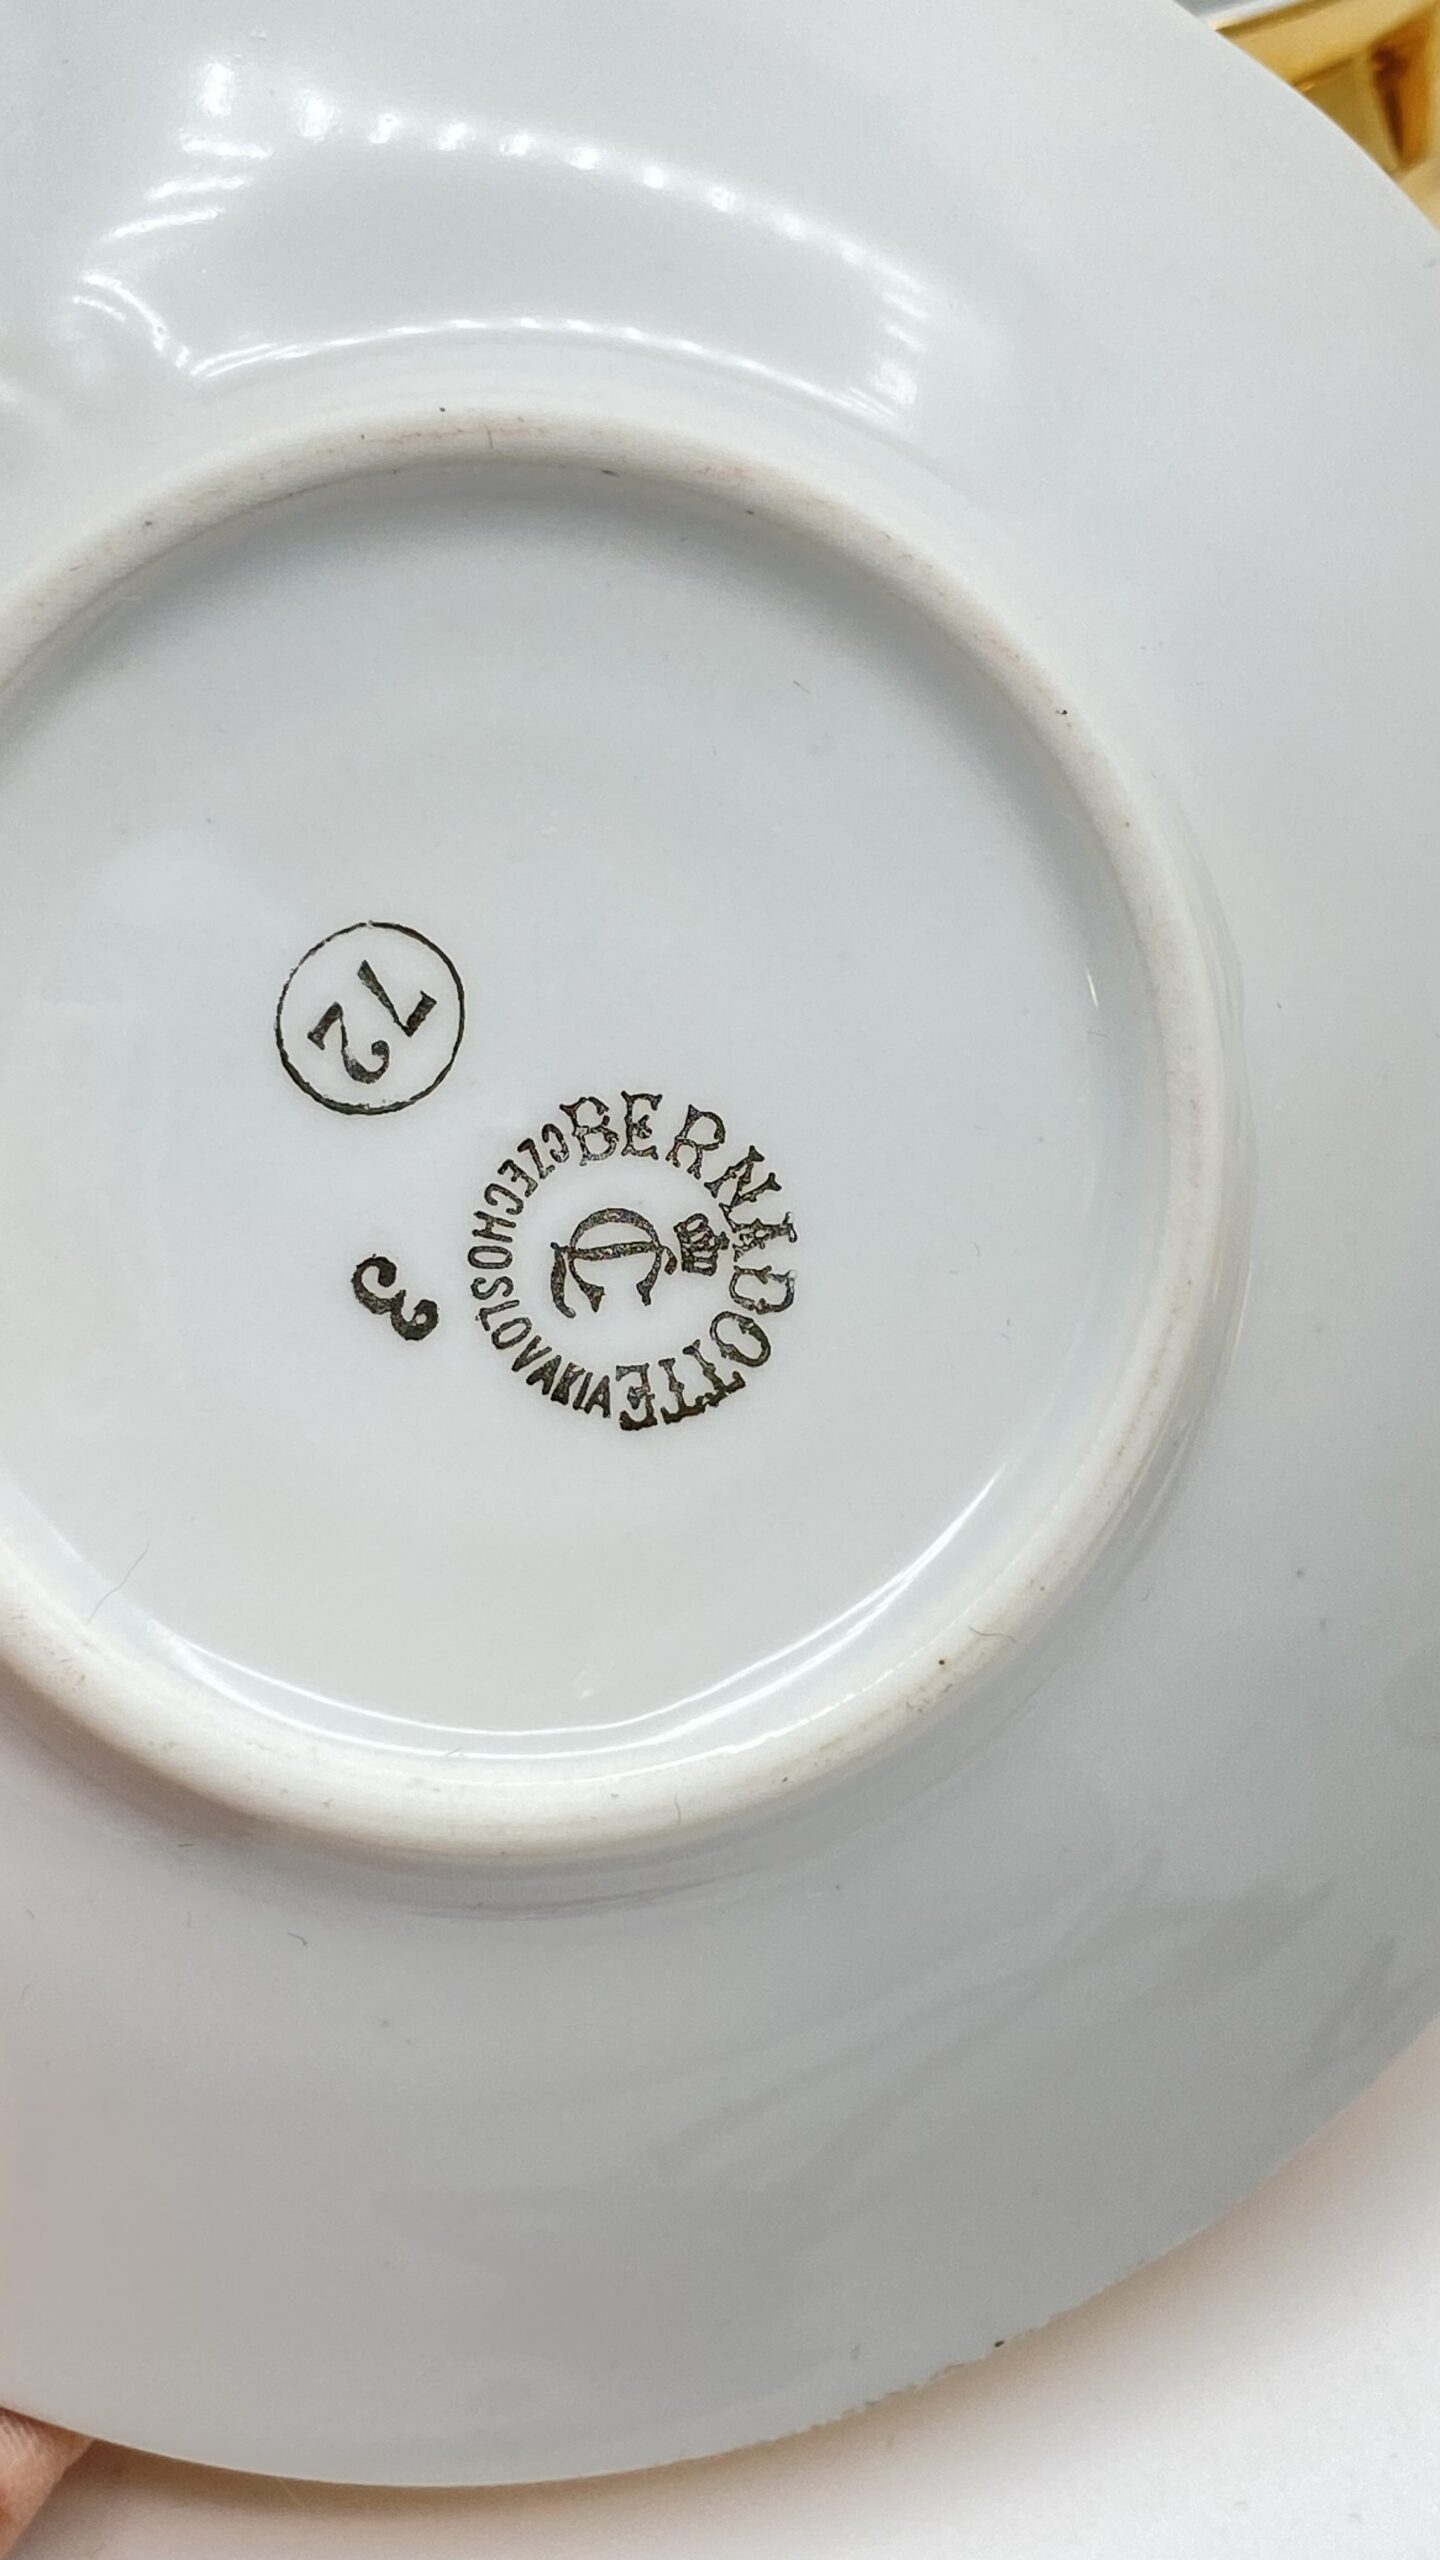 BERNADOTTE
CZECHOSLOVAKIA
72
3